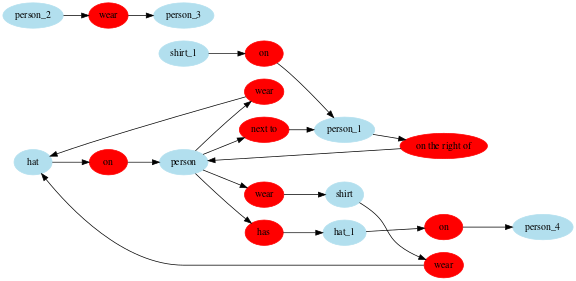 person_2 wear person_3
shirt_1 on
wear
next to person_1
on the right of
hat on person
wear shirt
has hat_1 on person_4
wear